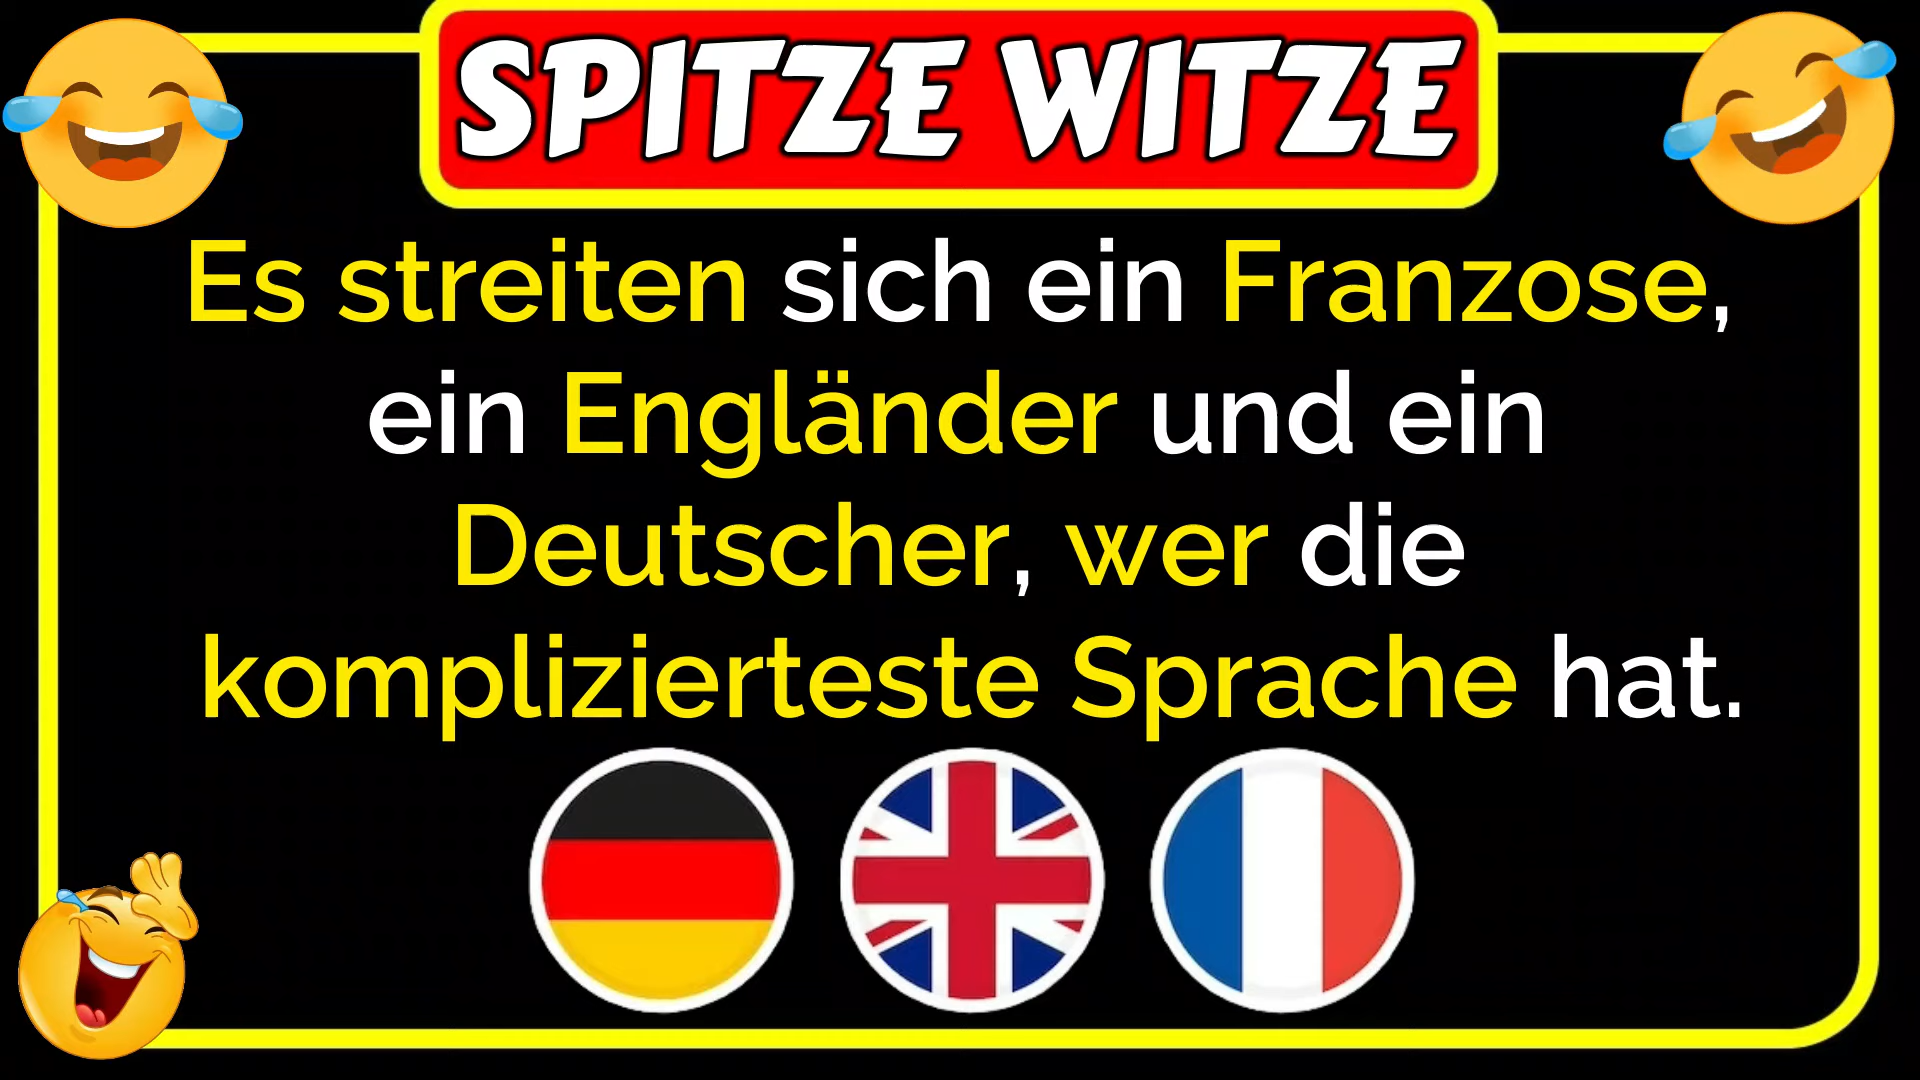 SPITZE WITZE
Es streiten sich ein Franzose,
ein Engländer und ein
Deutscher, wer die
komplizierteste Sprache hat.